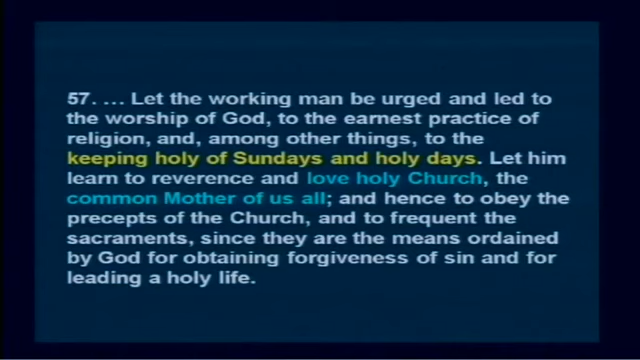 57. ... Let the working man be urged and led to
the worship of God, to the earnest practice of
religion, and, among other things, to the
keeping holy of Sundays and holy days. Let him
learn to reverence and love holy Church, the
common Mother of us all; and hence to obey the
precepts of the Church, and to frequent the
sacraments, since they are the means ordained
by God for obtaining forgiveness of sin and for
leading a holy life.